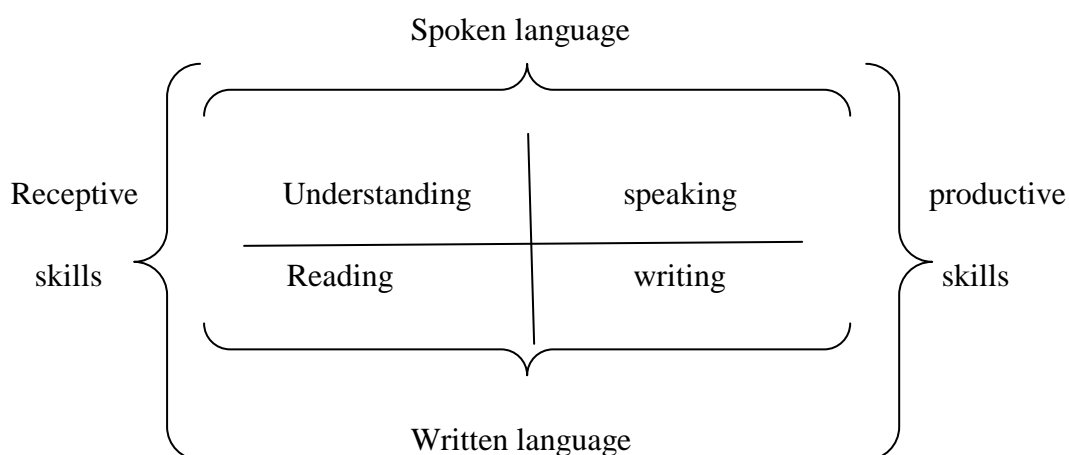 Spoken language
Receptive Understanding speaking productive
skills Reading writing skills
Written language